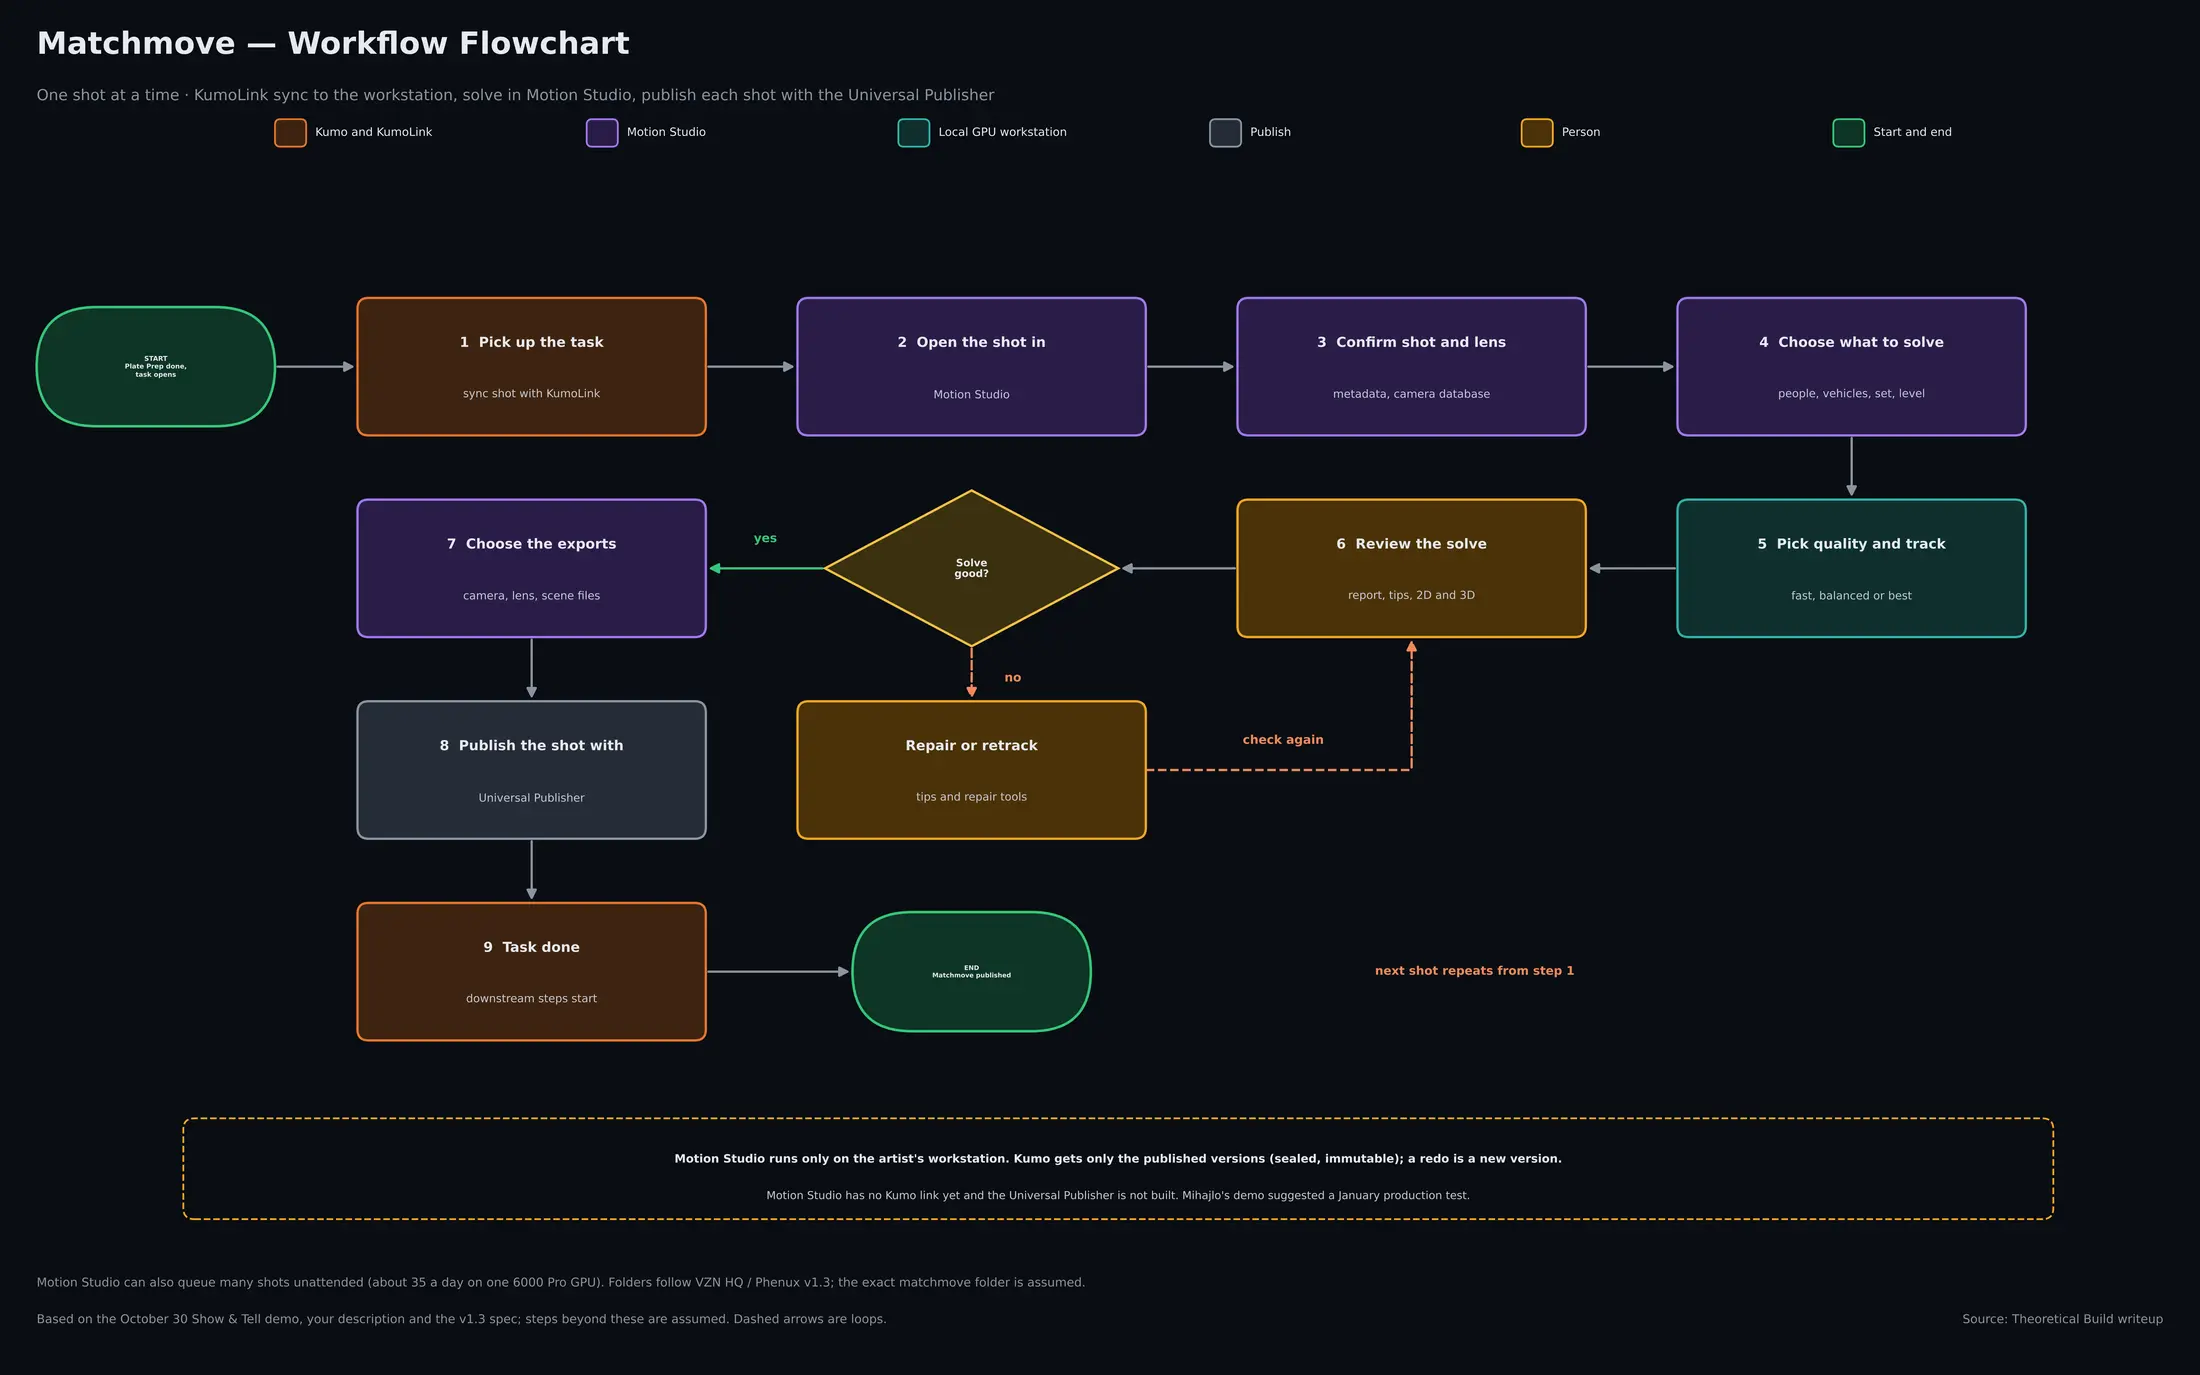 Matchmove — Workflow Flowchart
One shot at a time · KumoLink sync to the workstation, solve in Motion Studio, publish each shot with the Universal Publisher
Kumo and KumoLink
Motion Studio
Local GPU workstation
Publish
Person
Start and end
START
Plate Prep done,
task opens
1 Pick up the task
sync shot with KumoLink
2 Open the shot in
Motion Studio
3 Confirm shot and lens
metadata, camera database
4 Choose what to solve
people, vehicles, set, level
5 Pick quality and track
fast, balanced or best
6 Review the solve
report, tips, 2D and 3D
Solve
good?
yes
no
7 Choose the exports
camera, lens, scene files
Repair or retrack
tips and repair tools
check again
8 Publish the shot with
Universal Publisher
9 Task done
downstream steps start
END
Matchmove published
next shot repeats from step 1
Motion Studio runs only on the artist's workstation. Kumo gets only the published versions (sealed, immutable); a redo is a new version.
Motion Studio has no Kumo link yet and the Universal Publisher is not built. Mihajlo's demo suggested a January production test.
Motion Studio can also queue many shots unattended (about 35 a day on one 6000 Pro GPU). Folders follow VZN HQ / Phenux v1.3; the exact matchmove folder is assumed.
Based on the October 30 Show & Tell demo, your description and the v1.3 spec; steps beyond these are assumed. Dashed arrows are loops.
Source: Theoretical Build writeup